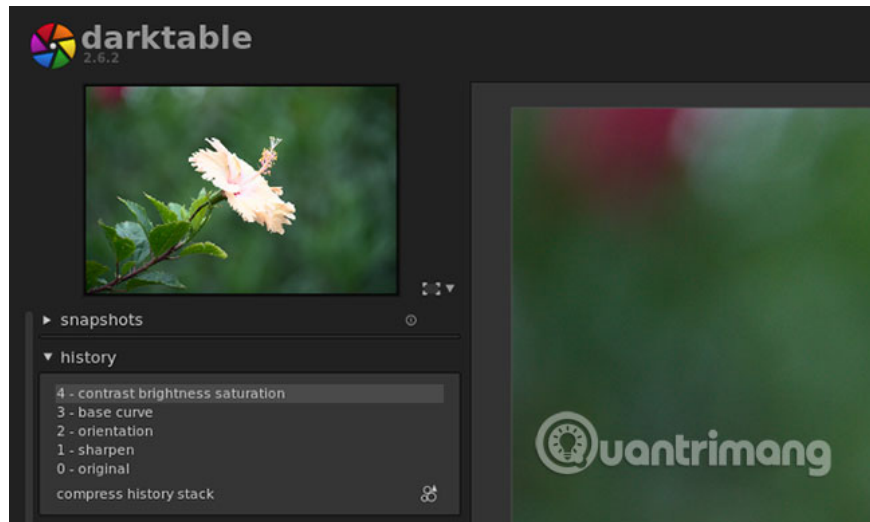 darktable
2.6.2
snapshots
history
4 - contrast brightness saturation
3 - base curve
2 - orientation
1 - sharpen
0 - original
compress history stack
Quantrimang